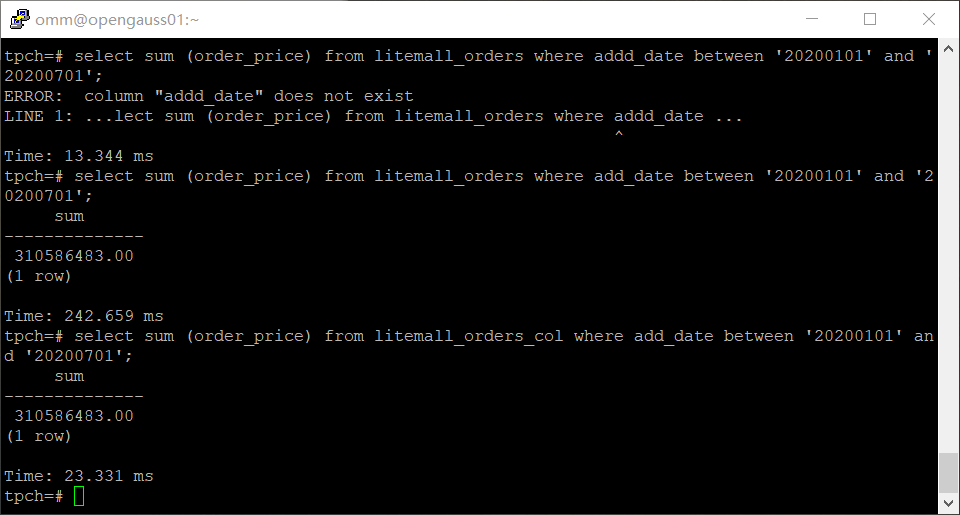 omm@opengauss01:~
tpch=# select sum (order_price) from litemall_orders where addd_date between '20200101' and '
20200701';
ERROR:  column "addd_date" does not exist
LINE 1: ...lect sum (order_price) from litemall_orders where addd_date ...
                                                              ^
Time: 13.344 ms
tpch=# select sum (order_price) from litemall_orders where add_date between '20200101' and '2
0200701';
     sum
--------------
 310586483.00
(1 row)

Time: 242.659 ms
tpch=# select sum (order_price) from litemall_orders_col where add_date between '20200101' an
d '20200701';
     sum
--------------
 310586483.00
(1 row)

Time: 23.331 ms
tpch=#